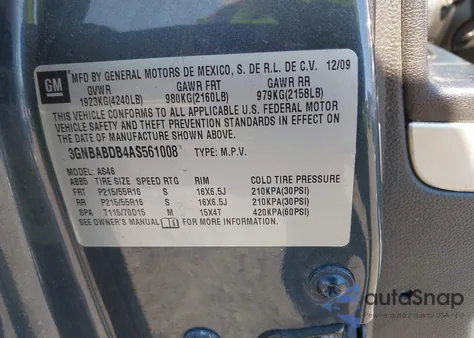 GM
MFD BY GENERAL MOTORS DE MEXICO, S. DE R.L. DE C.V. 12/09
GVWR GAWR FRT GAWR RR
1923KG(4240LB) 980KG(2160LB) 979KG(2158LB)
THIS VEHICLE CONFORMS TO ALL APPLICABLE U.S. FEDERAL MOTOR
VEHICLE SAFETY AND THEFT PREVENTION STANDARDS IN EFFECT ON
THE DATE OF MANUFACTURE SHOWN ABOVE.
3GNBABDB4AS561008 TYPE: M.P.V.
MODEL: AS46
ABB5 TIRE SIZE SPEED RTG RIM COLD TIRE PRESSURE
FRT P215/55R16 S 16X6.5J 210KPA(30PSI)
RR P215/55R16 S 16X6.5J 210KPA(30PSI)
SPA T115/70D15 M 15X4T 420KPA(60PSI)
SEE OWNER'S MANUAL FOR MORE INFORMATION.
autoSnap